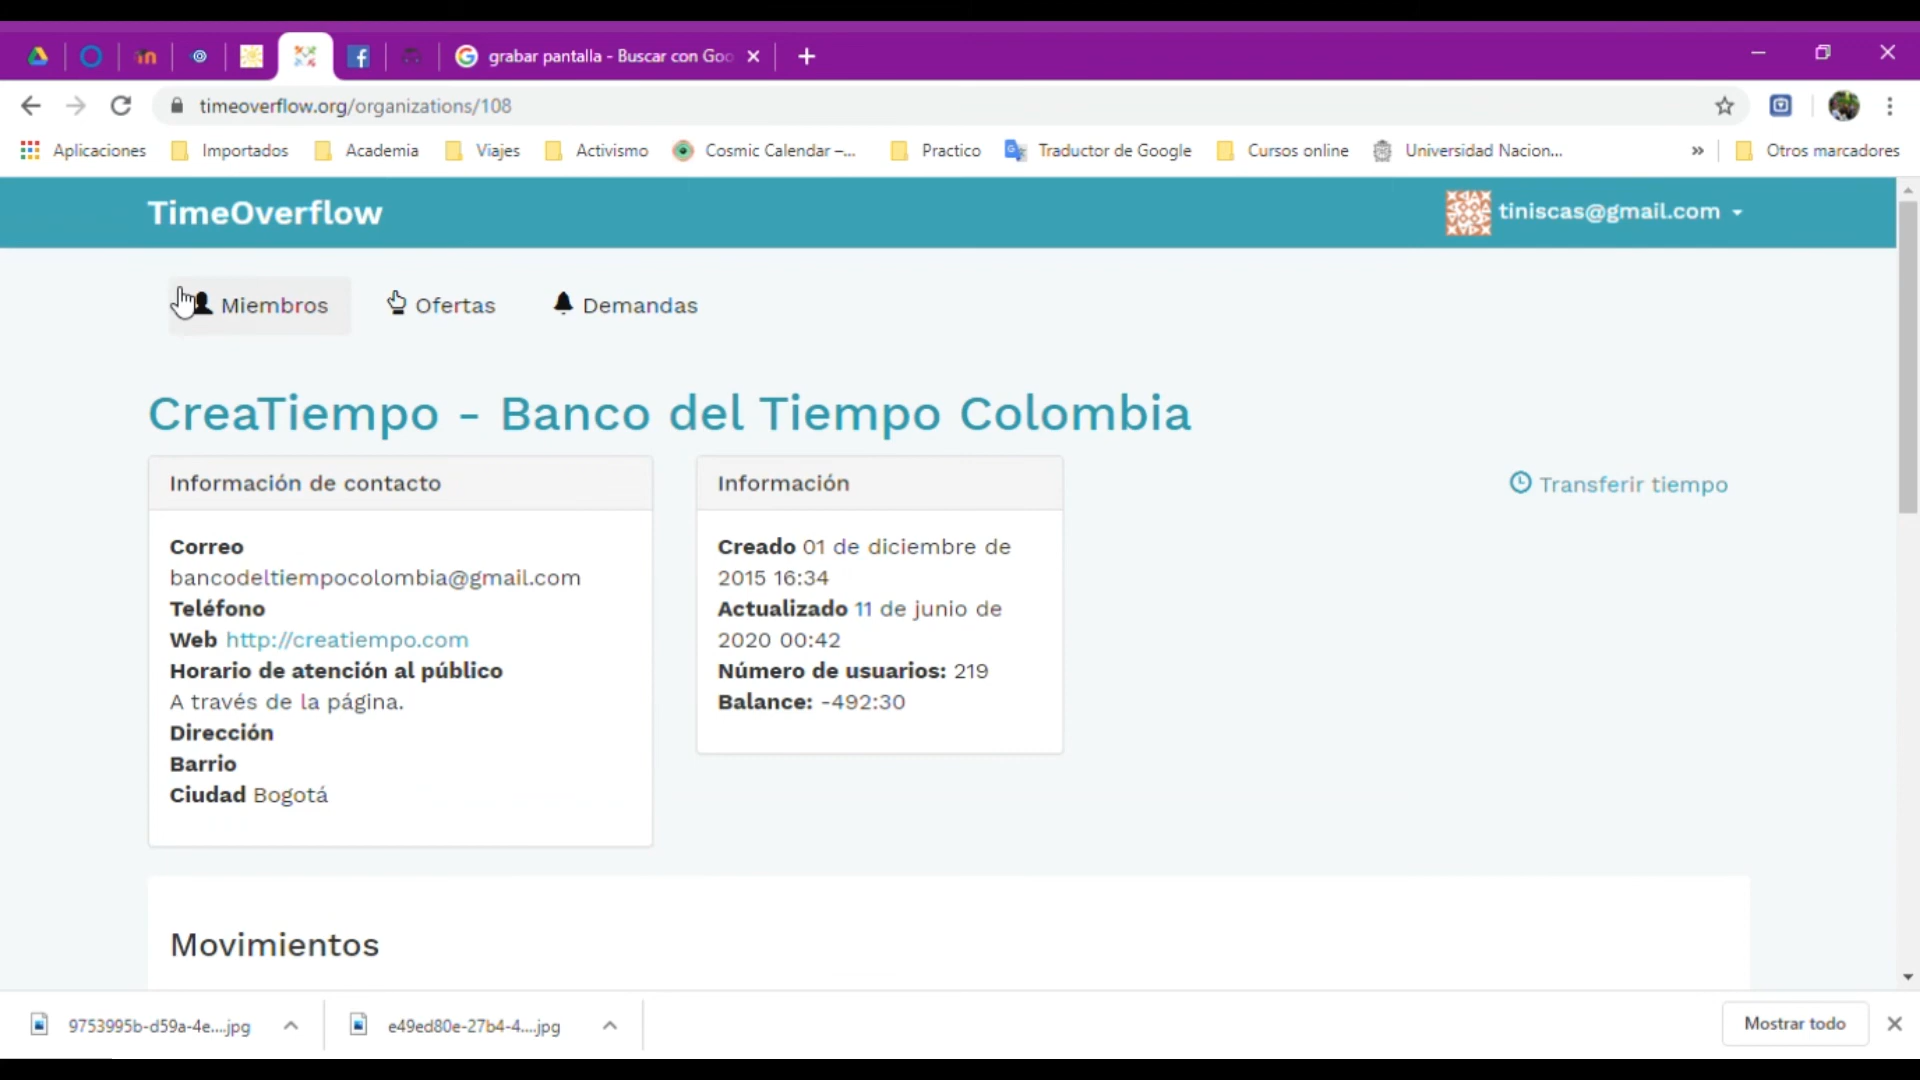 grabar pantalla - Buscar con Goo
timeoverflow.org/organizations/108
Aplicaciones Importados Academia Viajes Activismo Cosmic Calendar –... Practico Traductor de Google Cursos online Universidad Nacion... » Otros marcadores
TimeOverflow tiniscas@gmail.com
Miembros Ofertas Demandas
CreaTiempo - Banco del Tiempo Colombia
Información de contacto
Correo
bancodeltiempocolombia@gmail.com
Teléfono
Web http://creatiempo.com
Horario de atención al público
A través de la página.
Dirección
Barrio
Ciudad Bogotá
Información
Creado 01 de diciembre de
2015 16:34
Actualizado 11 de junio de
2020 00:42
Número de usuarios: 219
Balance: -492:30
Transferir tiempo
Movimientos
9753995b-d59a-4e....jpg e49ed80e-27b4-4....jpg Mostrar todo